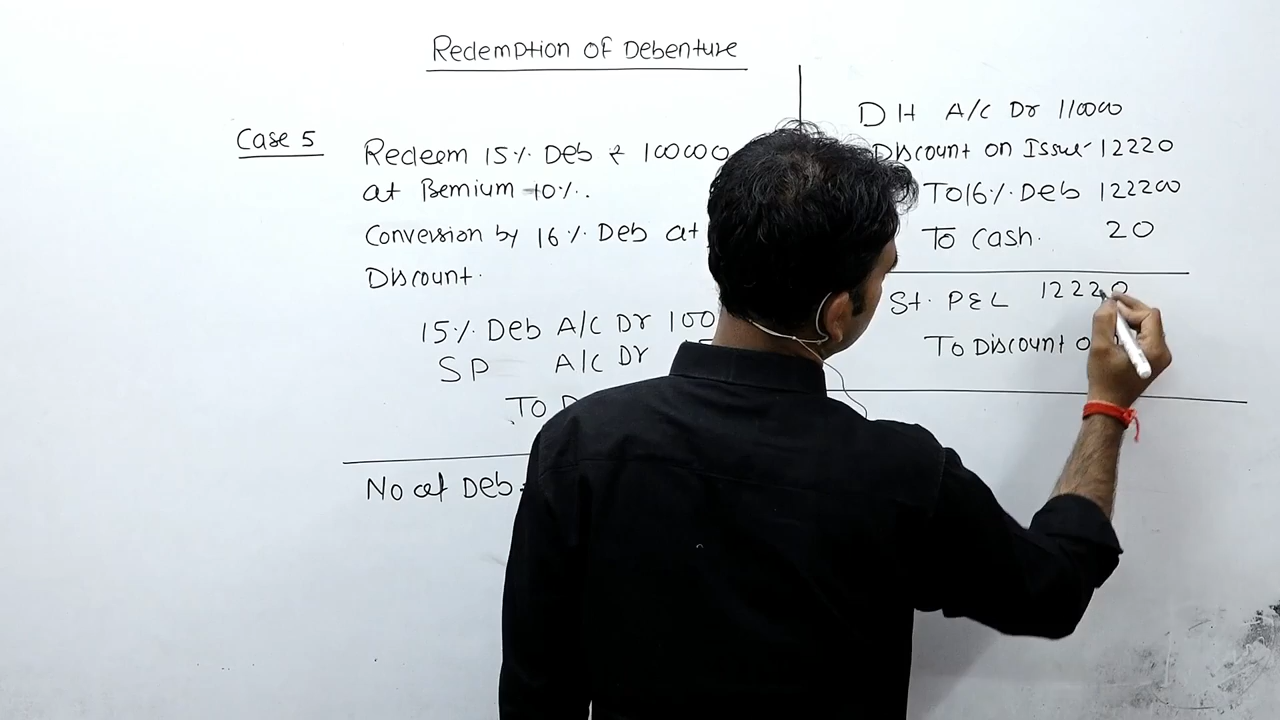 Redemption of Debenture
Case 5
Redeem 15% Deb ₹ 100000
at Premium 10%.
Conversion by 16% Deb at
Discount.
15% Deb A/C Dr 100
SP A/C Dr
To D
No of Deb.
DH A/C Dr 110000
Discount on Issue 12220
To 16% Deb 122200
To Cash. 20
St. P&L 12220
To Discount o